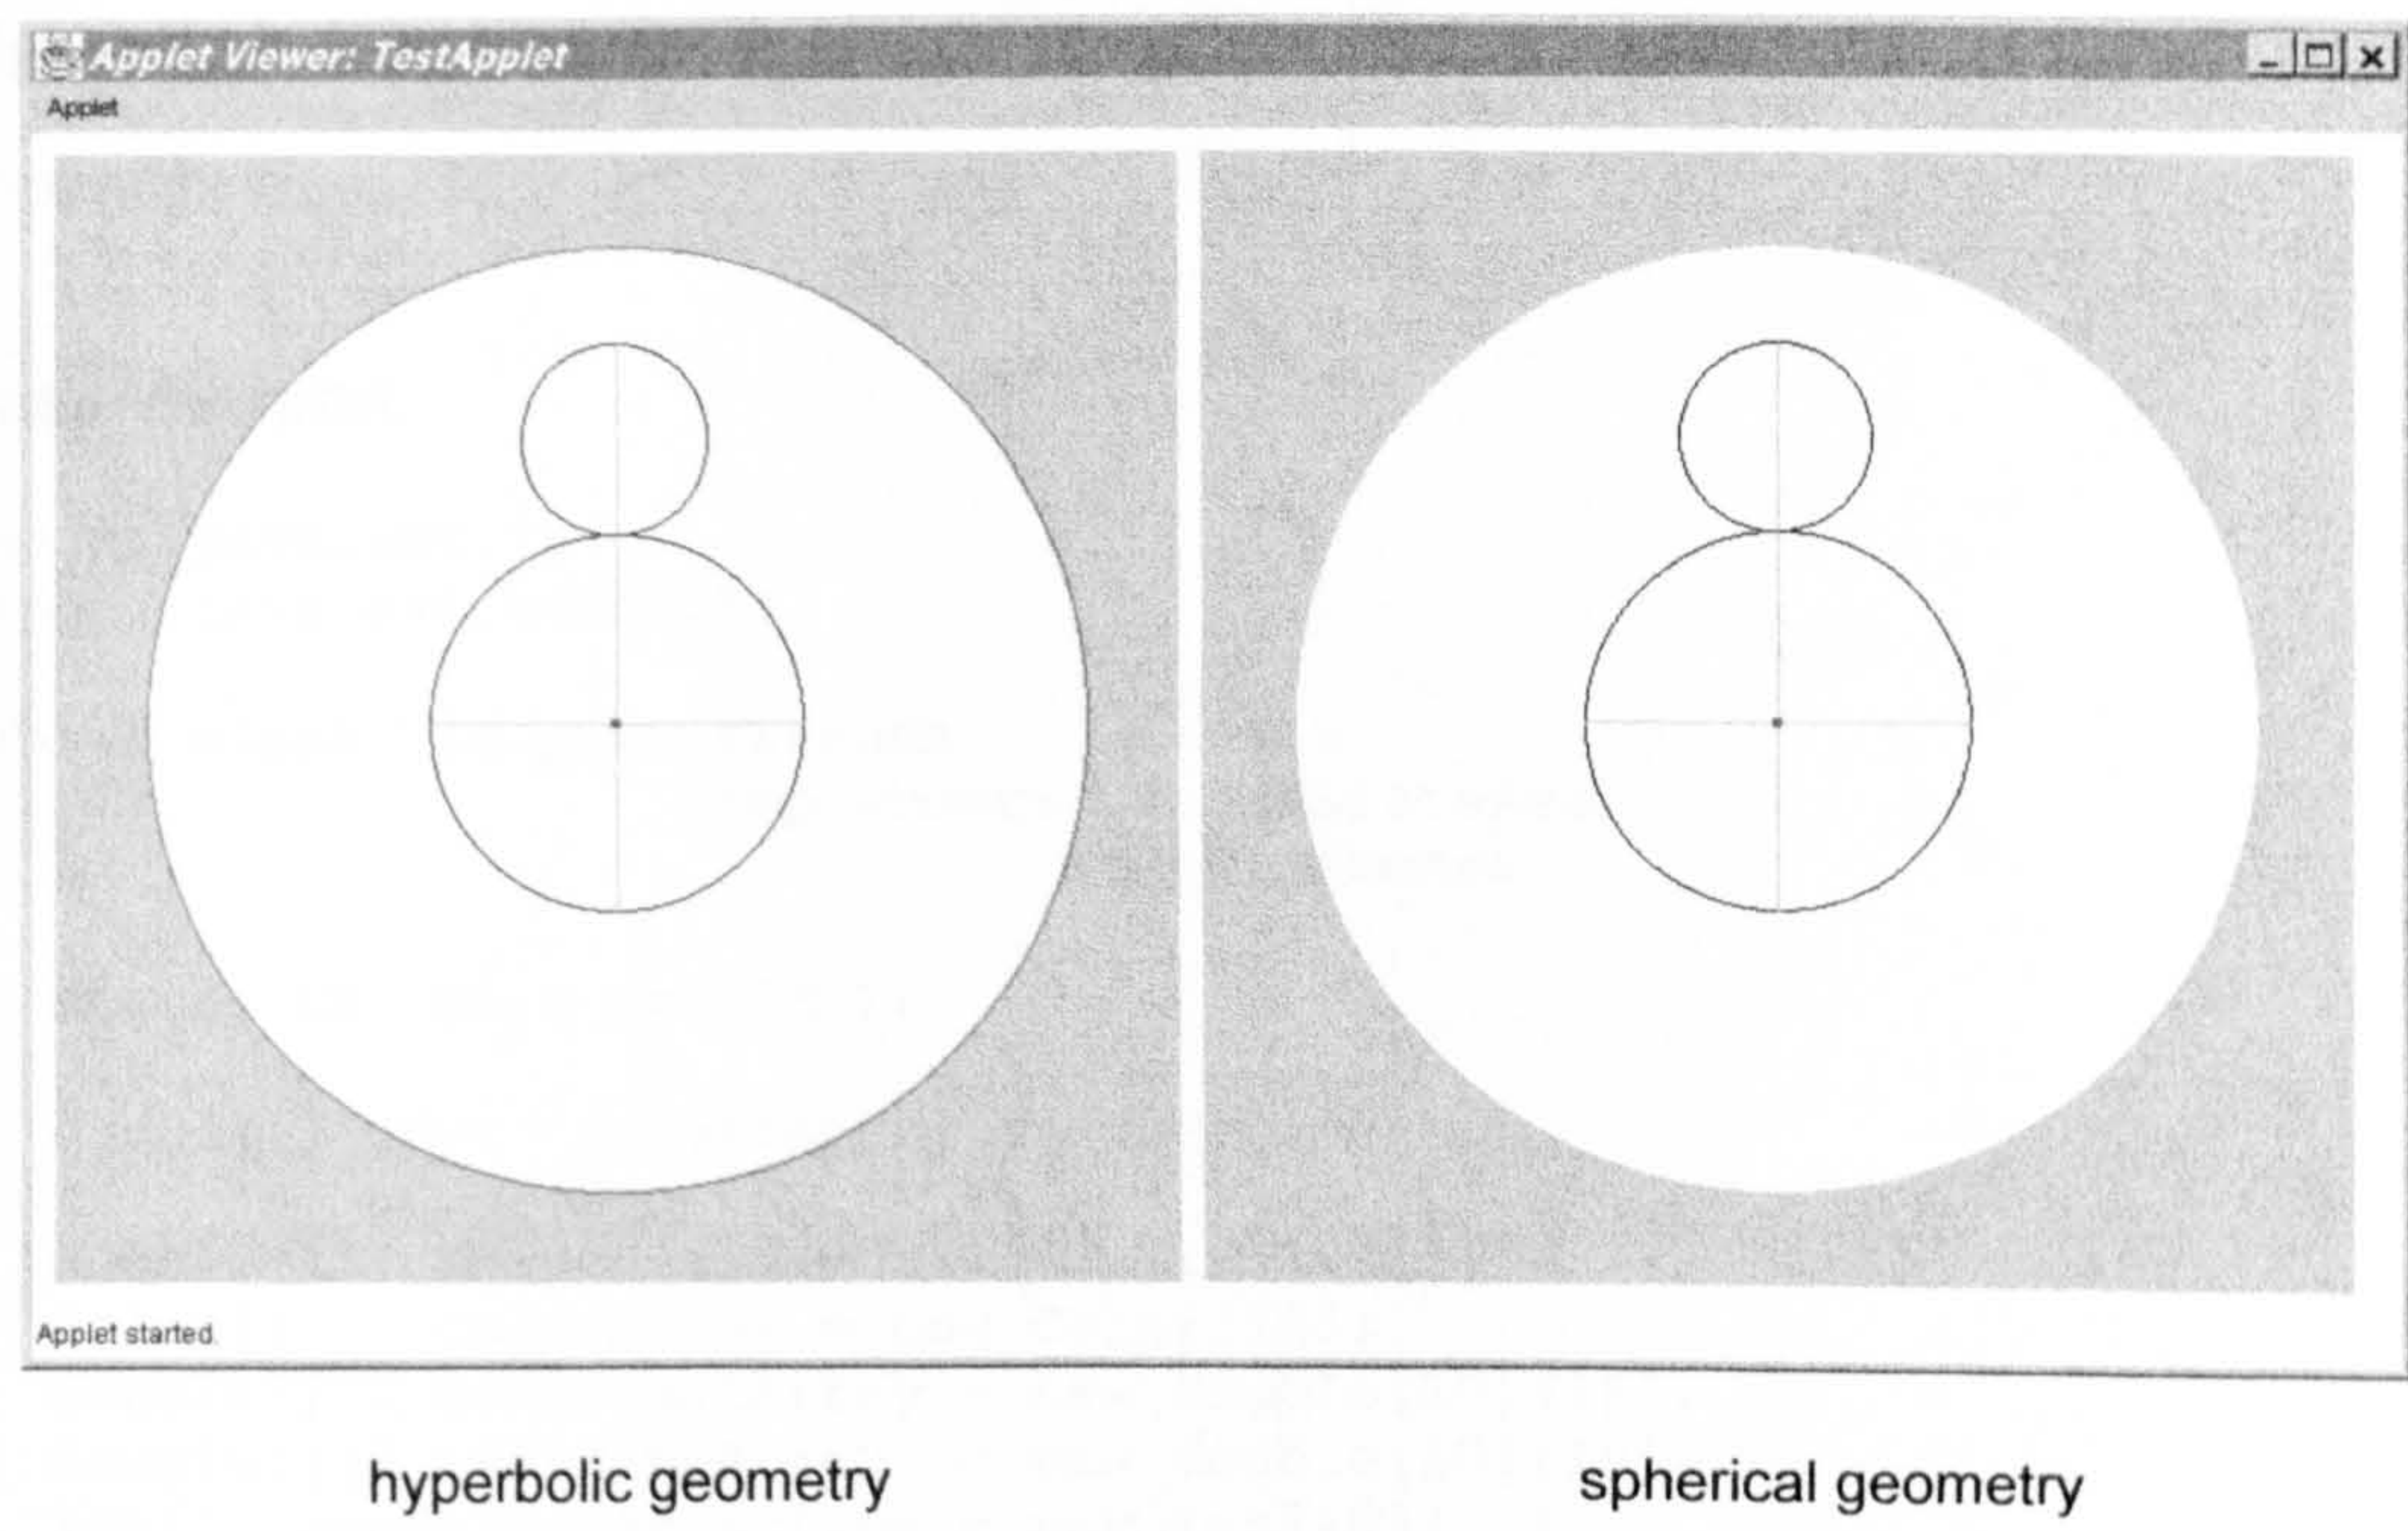 Applet Viewer: TestApplet
Applet
Applet started.
hyperbolic geometry
spherical geometry